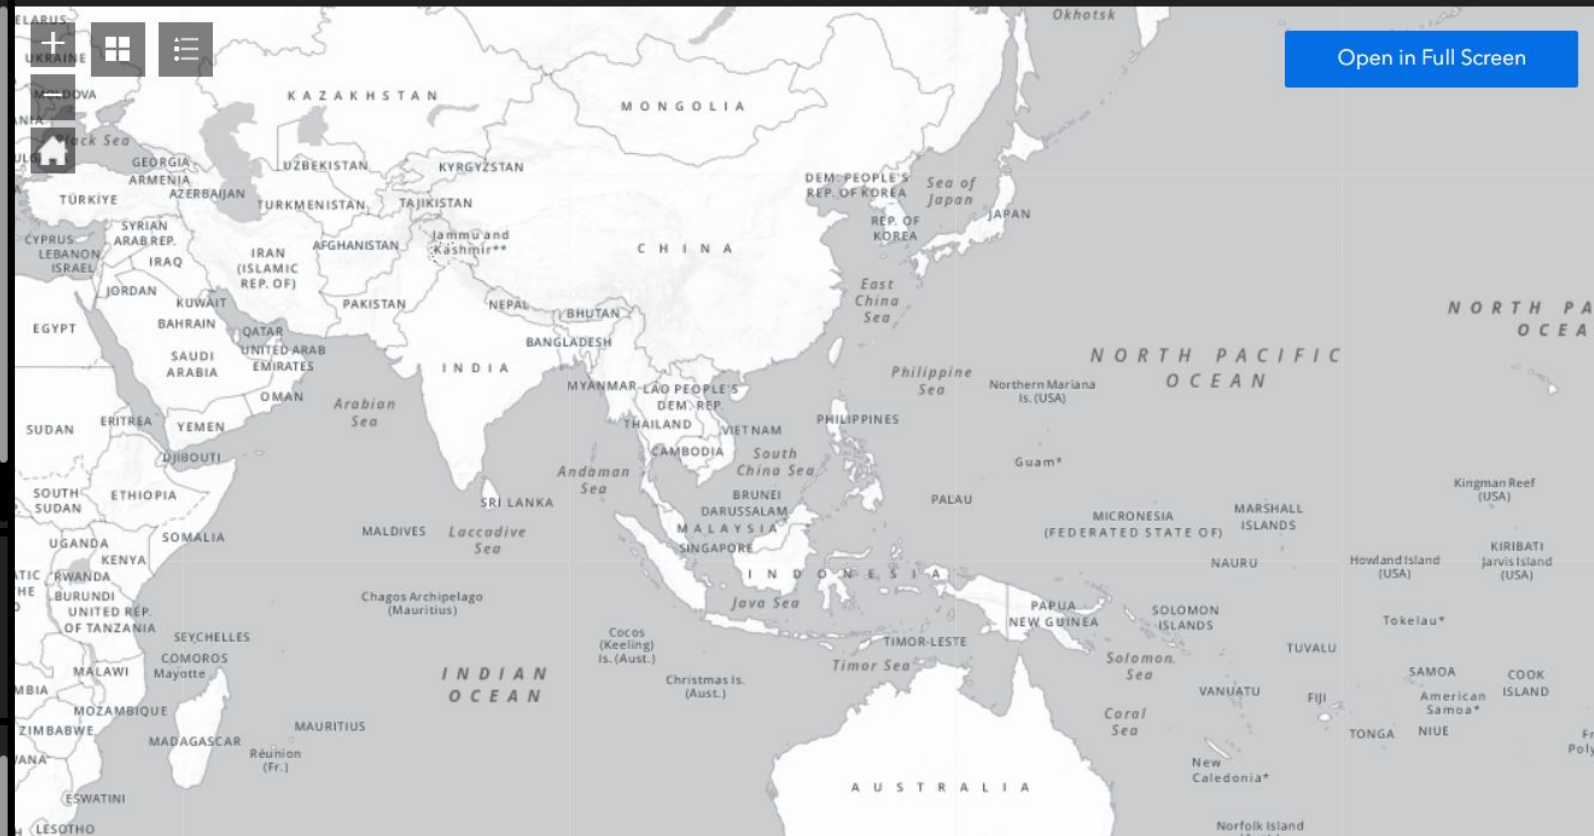 ELARUS
Okhotsk
Open in Full Screen
UKRAINE
MOLDOVA
KAZAKHSTAN
MONGOLIA
ANIA
Black Sea
GEORGIA
ARMENIA
UZBEKISTAN
KYRGYZSTAN
AZERBAIJAN
TÜRKİYE
TURKMENISTAN
TAJIKISTAN
DEM. PEOPLE'S
REP. OF KOREA
Sea of
Japan
REP. OF
KOREA
JAPAN
SYRIAN
ARAB REP.
CYPRUS
LEBANON
ISRAEL
IRAQ
IRAN
(ISLAMIC
REP. OF)
AFGHANISTAN
Jammu and
Kashmir**
CHINA
JORDAN
KUWAIT
PAKISTAN
NEPAL
BHUTAN
East
China
Sea
EGYPT
BAHRAIN
QATAR
SAUDI
ARABIA
UNITED ARAB
EMIRATES
BANGLADESH
INDIA
NORTH PA
OCEA
NORTH PACIFIC
OCEAN
Philippine
Sea
Northern Mariana
Is. (USA)
MYANMAR
LAO PEOPLE'S
DEM. REP.
OMAN
Arabian
Sea
SUDAN
ERITREA
YEMEN
THAILAND
VIET NAM
PHILIPPINES
DJIBOUTI
CAMBODIA
South
China Sea
Guam*
Andaman
Sea
SOUTH
SUDAN
ETHIOPIA
SRI LANKA
BRUNEI
DARUSSALAM
PALAU
Kingman Reef
(USA)
MALAYSIA
MICRONESIA
(FEDERATED STATE OF)
MARSHALL
ISLANDS
MALDIVES
Laccadive
Sea
SOMALIA
UGANDA
KENYA
SINGAPORE
NAURU
Howland Island
(USA)
KIRIBATI
Jarvis Island
(USA)
ATIC
HE
O
RWANDA
BURUNDI
INDONESIA
Chagos Archipelago
(Mauritius)
Java Sea
PAPUA
NEW GUINEA
SOLOMON
ISLANDS
Tokelau*
UNITED REP.
OF TANZANIA
SEYCHELLES
Cocos
(Keeling)
Is. (Aust.)
TIMOR-LESTE
Timor Sea
TUVALU
COMOROS
Mayotte
MALAWI
INDIAN
OCEAN
Christmas Is.
(Aust.)
Solomon
Sea
SAMOA
COOK
ISLAND
MBIA
VANUATU
FIJI
American
Samoa*
MOZAMBIQUE
ZIMBABWE
MAURITIUS
Coral
Sea
TONGA
NIUE
Fr
Poly
MADAGASCAR
Réunion
(Fr.)
ANA
New
Caledonia*
AUSTRALIA
ESWATINI
LESOTHO
Norfolk Island